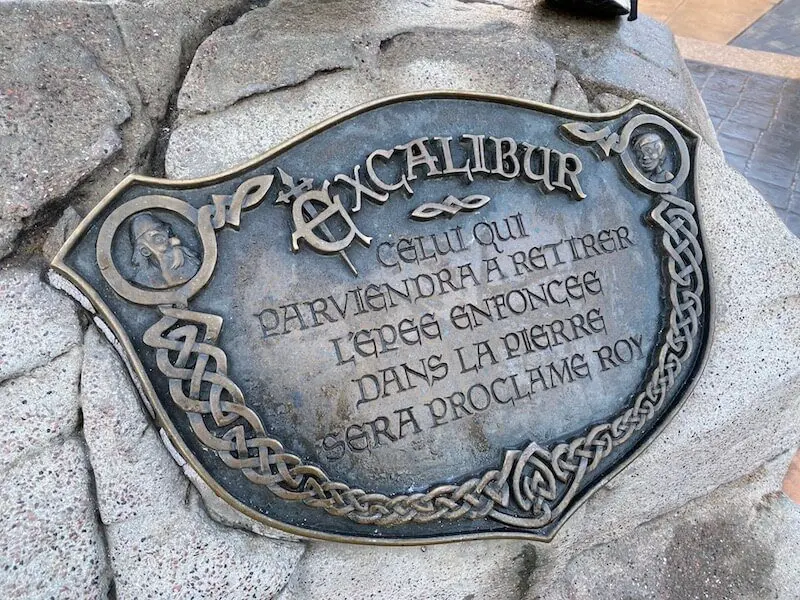 EXCALIBUR
CELUI QUI
PARVIENDRA A RETIRER
L'EPEE ENFONCEE
DANS LA PIERRE
SERA PROCLAME ROY